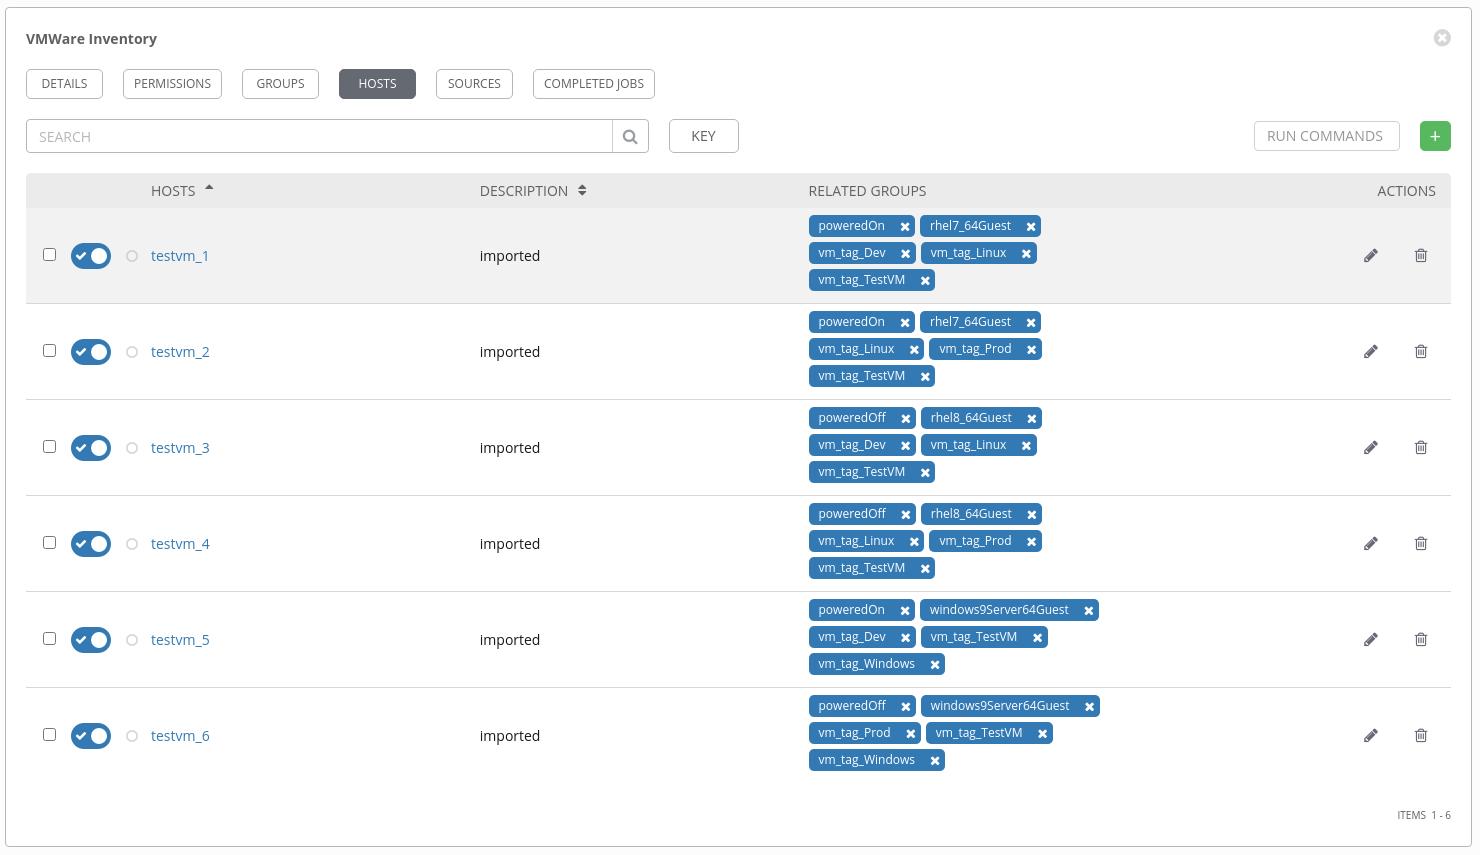 VMWare Inventory
DETAILS PERMISSIONS GROUPS HOSTS SOURCES COMPLETED JOBS
SEARCH KEY RUN COMMANDS +
HOSTS DESCRIPTION RELATED GROUPS ACTIONS
poweredOn rhel7_64Guest
testvm_1 imported vm_tag_Dev vm_tag_Linux
vm_tag_TestVM
poweredOn rhel7_64Guest
testvm_2 imported vm_tag_Linux vm_tag_Prod
vm_tag_TestVM
poweredOff rhel8_64Guest
testvm_3 imported vm_tag_Dev vm_tag_Linux
vm_tag_TestVM
poweredOff rhel8_64Guest
testvm_4 imported vm_tag_Linux vm_tag_Prod
vm_tag_TestVM
poweredOn windows9Server64Guest
testvm_5 imported vm_tag_Dev vm_tag_TestVM
vm_tag_Windows
poweredOff windows9Server64Guest
testvm_6 imported vm_tag_Prod vm_tag_TestVM
vm_tag_Windows
ITEMS 1 - 6